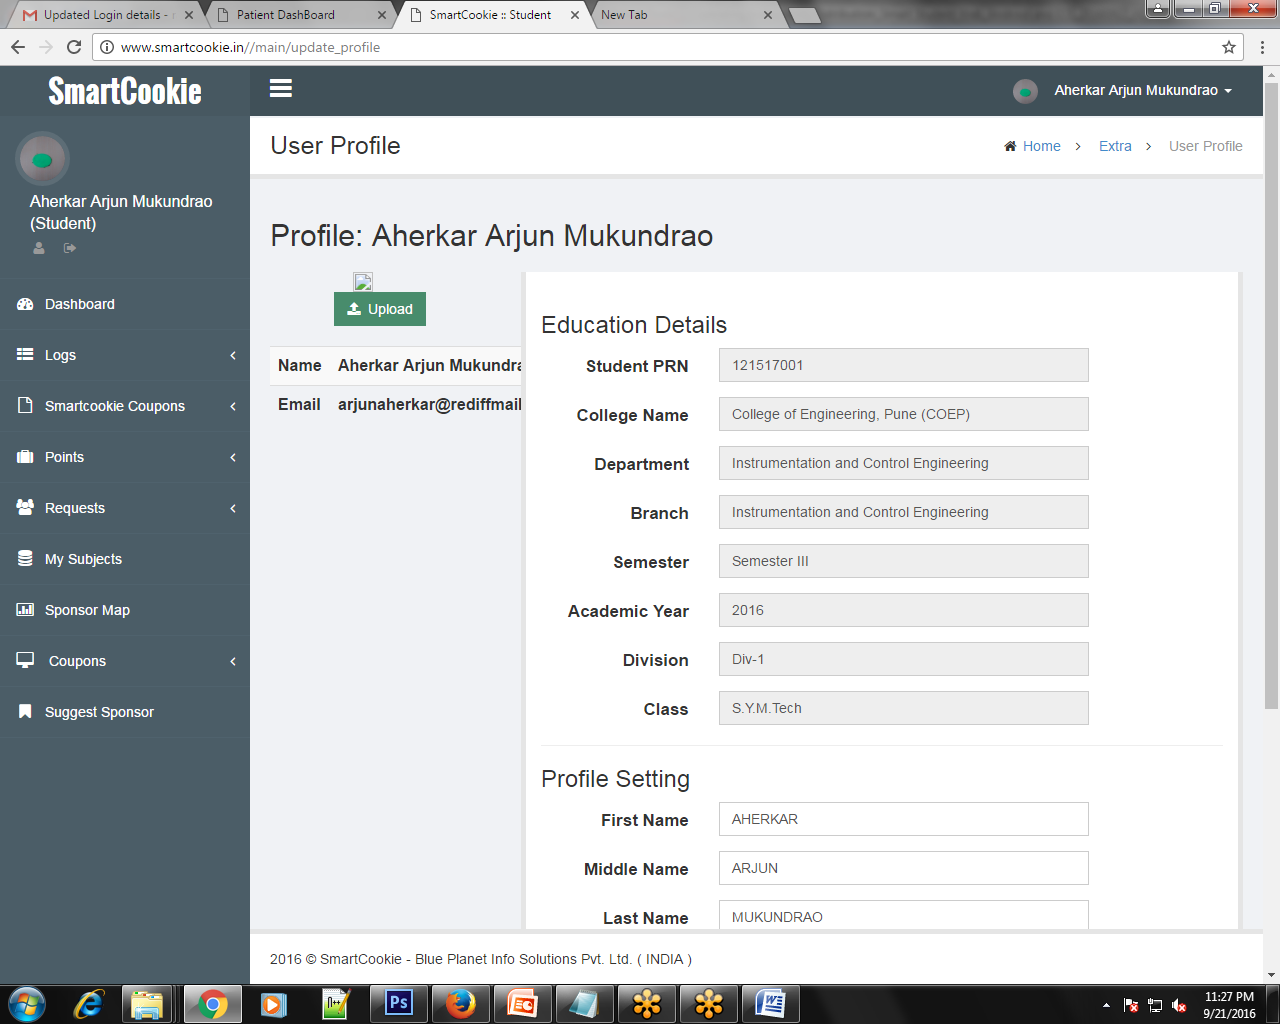 Updated Login details -
Patient DashBoard
SmartCookie :: Student
New Tab
www.smartcookie.in//main/update_profile
SmartCookie
Aherkar Arjun Mukundrao
User Profile
Home
Extra
User Profile
Aherkar Arjun Mukundrao
(Student)
Dashboard
Logs
Smartcookie Coupons
Points
Requests
My Subjects
Sponsor Map
Coupons
Suggest Sponsor
Profile: Aherkar Arjun Mukundrao
Upload
Name Aherkar Arjun Mukundra
Email arjunaherkar@rediffmail
Education Details
Student PRN 121517001
College Name College of Engineering, Pune (COEP)
Department Instrumentation and Control Engineering
Branch Instrumentation and Control Engineering
Semester Semester III
Academic Year 2016
Division Div-1
Class S.Y.M.Tech
Profile Setting
First Name AHERKAR
Middle Name ARJUN
Last Name MUKUNDRAO
2016 © SmartCookie - Blue Planet Info Solutions Pvt. Ltd. ( INDIA )
Ps
11:27 PM
9/21/2016